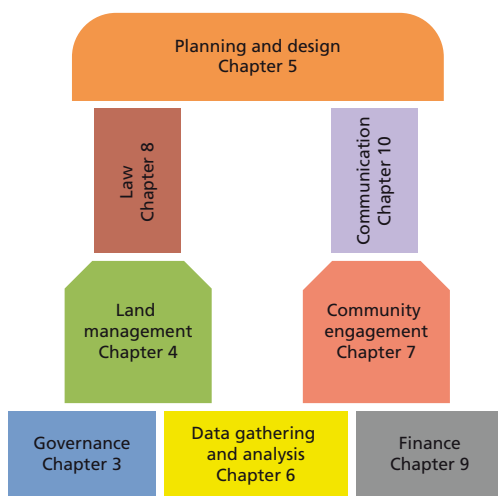 Planning and design
Chapter 5
Law
Chapter 8
Communication
Chapter 10
Land
management
Chapter 4
Community
engagement
Chapter 7
Governance
Chapter 3
Data gathering
and analysis
Chapter 6
Finance
Chapter 9